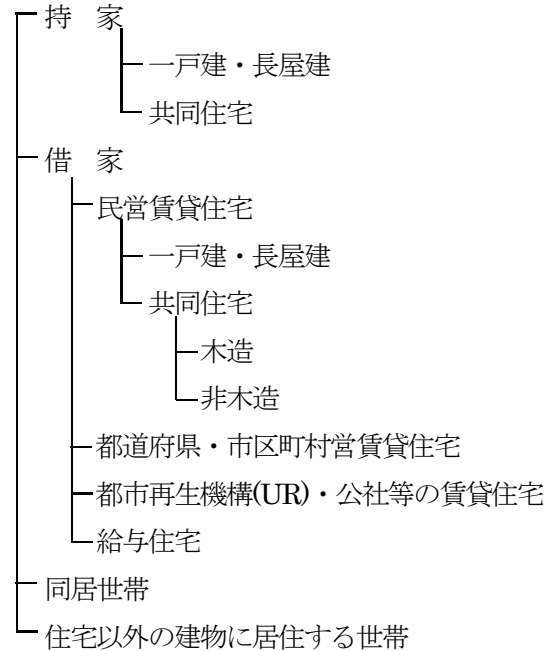 持　家
一戸建・長屋建
共同住宅
借　家
民営賃貸住宅
一戸建・長屋建
共同住宅
木造
非木造
都道府県・市区町村営賃貸住宅
都市再生機構(UR)・公社等の賃貸住宅
給与住宅
同居世帯
住宅以外の建物に居住する世帯